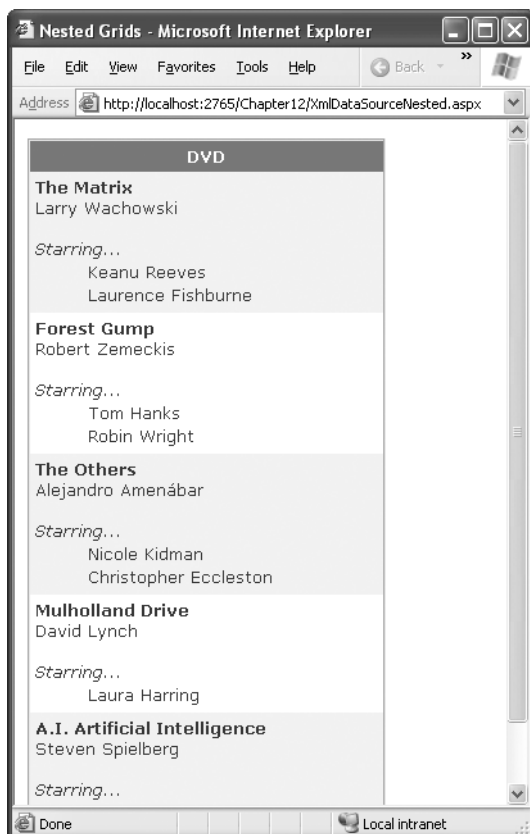 Nested Grids - Microsoft Internet Explorer
File Edit View Favorites Tools Help Back »
Address http://localhost:2765/Chapter12/XmlDataSourceNested.aspx
DVD
The Matrix
Larry Wachowski
Starring...
Keanu Reeves
Laurence Fishburne
Forest Gump
Robert Zemeckis
Starring...
Tom Hanks
Robin Wright
The Others
Alejandro Amenábar
Starring...
Nicole Kidman
Christopher Eccleston
Mulholland Drive
David Lynch
Starring...
Laura Harring
A.I. Artificial Intelligence
Steven Spielberg
Starring...
Done Local intranet